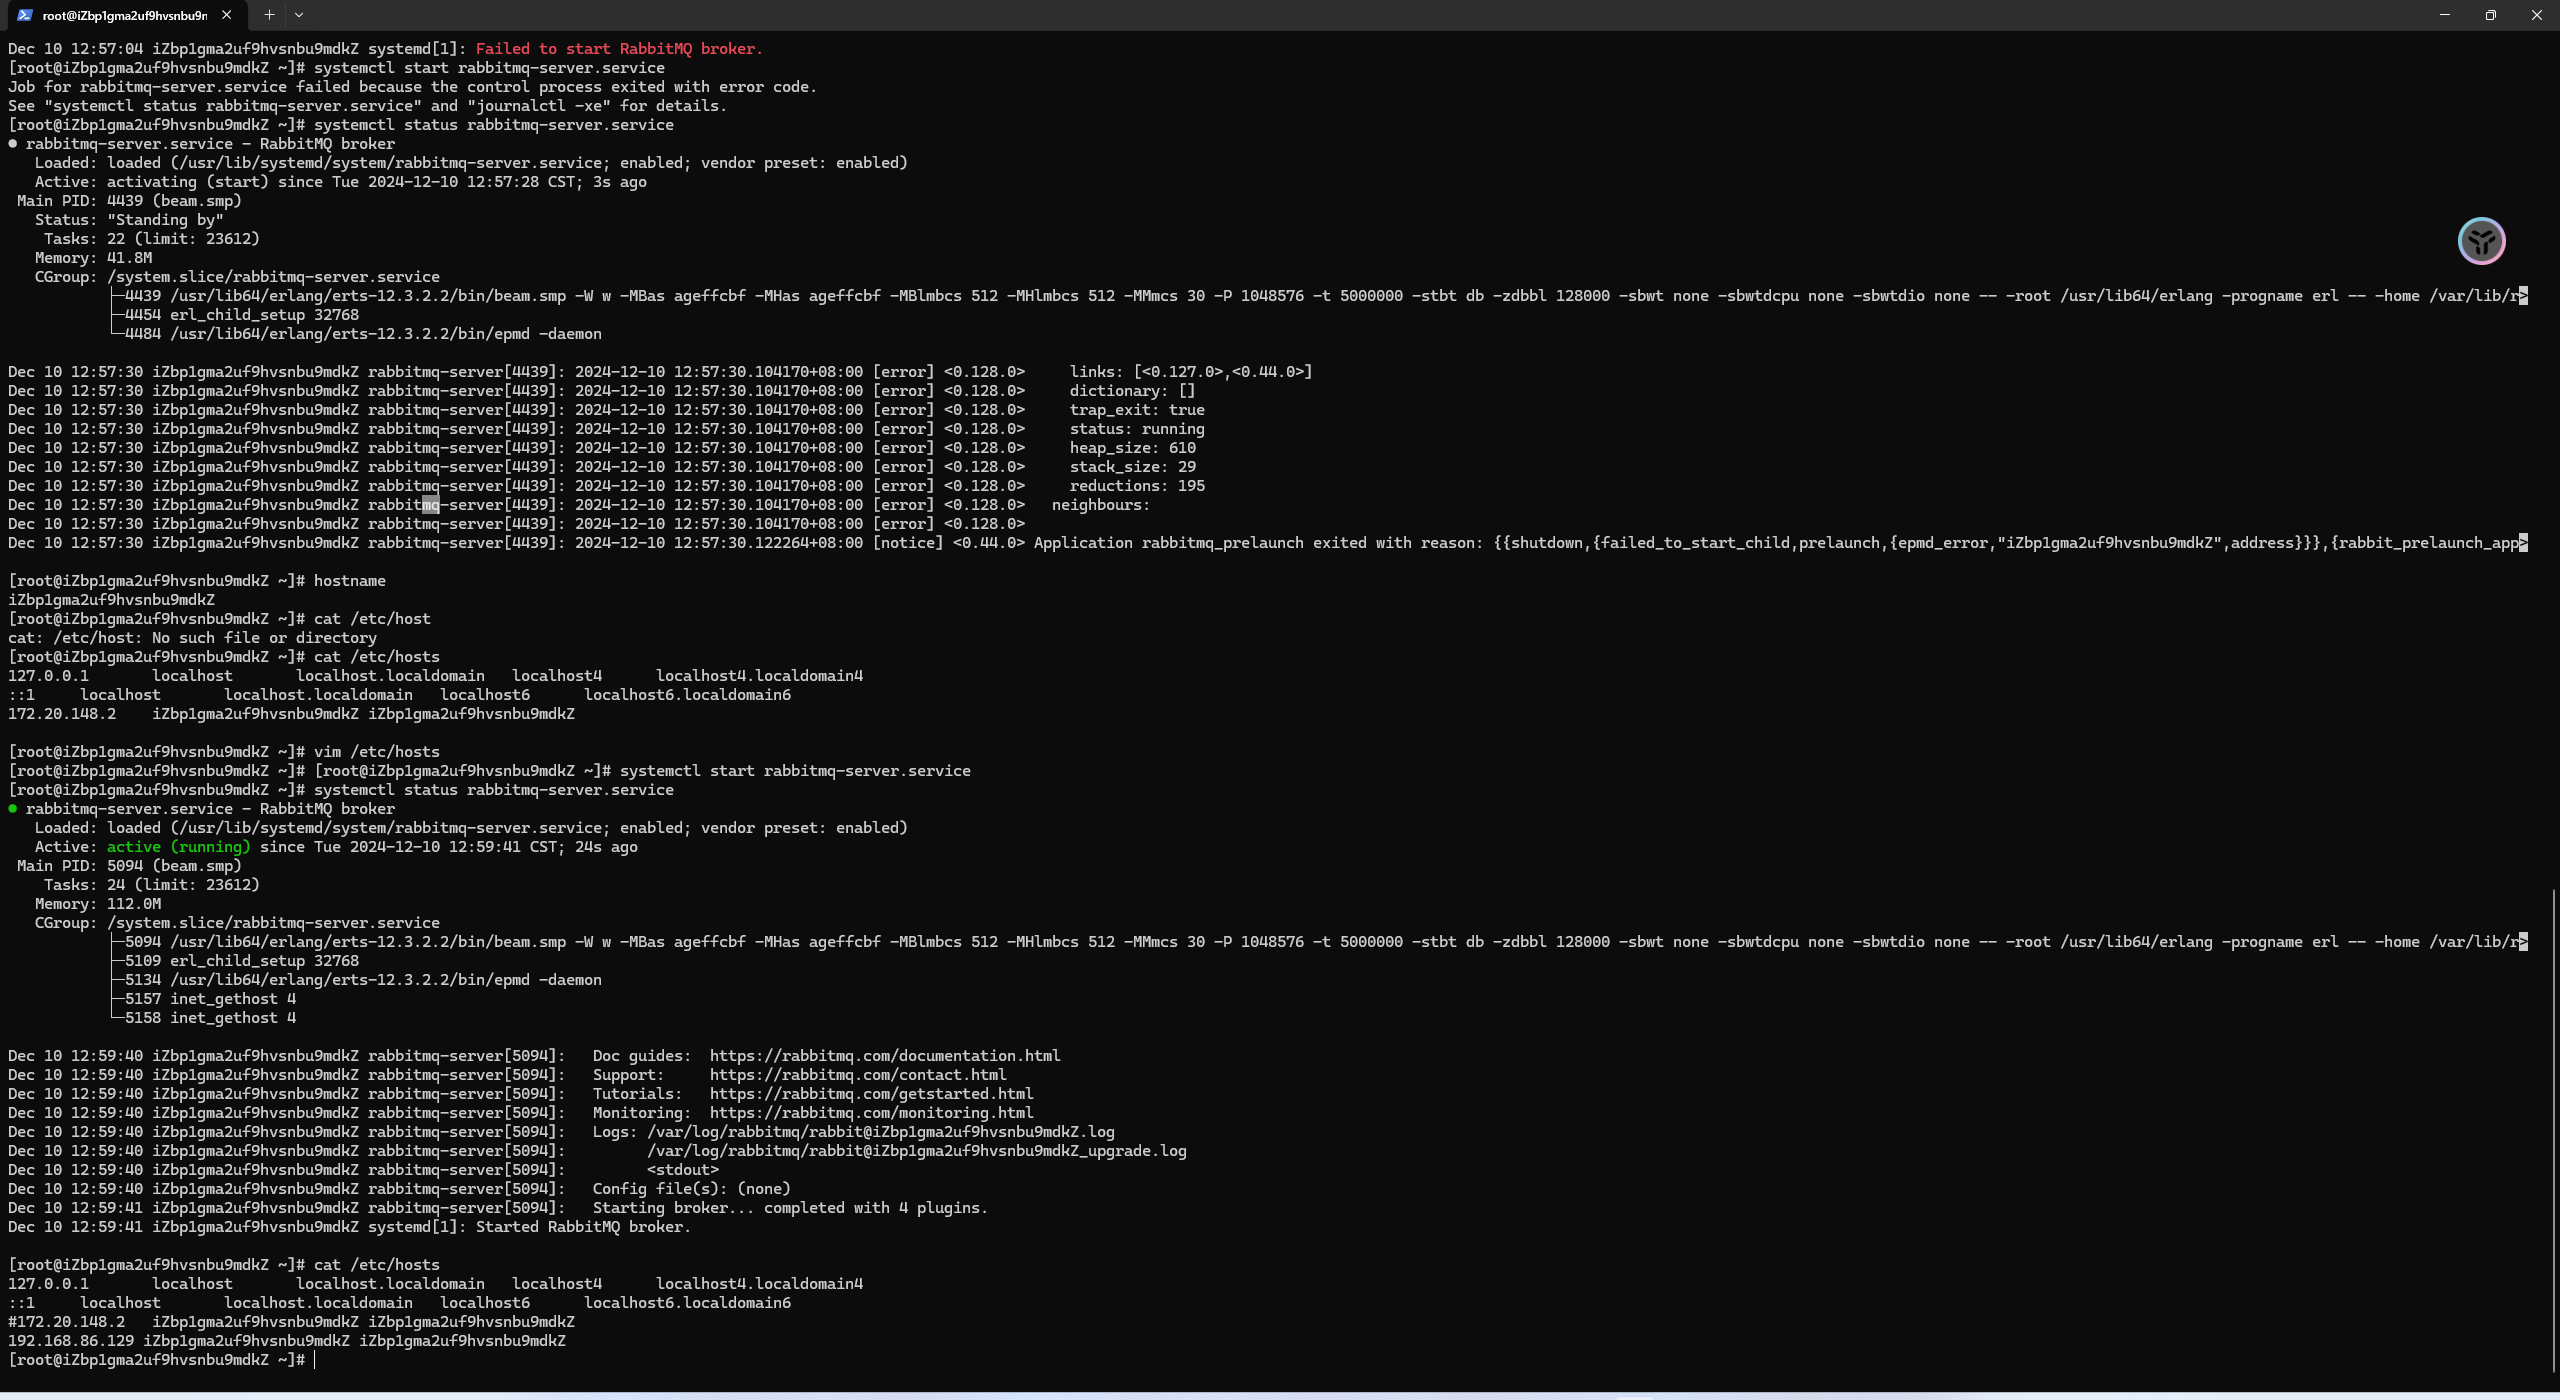 root@iZbp1gma2uf9hvsnbu9n
Dec 10 12:57:04 iZbp1gma2uf9hvsnbu9mdkZ systemd[1]: Failed to start RabbitMQ broker.
[root@iZbp1gma2uf9hvsnbu9mdkZ ~]# systemctl start rabbitmq-server.service
Job for rabbitmq-server.service failed because the control process exited with error code.
See "systemctl status rabbitmq-server.service" and "journalctl -xe" for details.
[root@iZbp1gma2uf9hvsnbu9mdkZ ~]# systemctl status rabbitmq-server.service
● rabbitmq-server.service - RabbitMQ broker
   Loaded: loaded (/usr/lib/systemd/system/rabbitmq-server.service; enabled; vendor preset: enabled)
   Active: activating (start) since Tue 2024-12-10 12:57:28 CST; 3s ago
 Main PID: 4439 (beam.smp)
   Status: "Standing by"
    Tasks: 22 (limit: 23612)
   Memory: 41.8M
   CGroup: /system.slice/rabbitmq-server.service
           ├─4439 /usr/lib64/erlang/erts-12.3.2.2/bin/beam.smp -W w -MBas ageffcbf -MHas ageffcbf -MBlmbcs 512 -MHlmbcs 512 -MMmcs 30 -P 1048576 -t 5000000 -stbt db -zdbbl 128000 -sbwt none -sbwtdcpu none -sbwtdio none -- -root /usr/lib64/erlang -progname erl -- -home /var/lib/r>
           ├─4454 erl_child_setup 32768
           └─4484 /usr/lib64/erlang/erts-12.3.2.2/bin/epmd -daemon
Dec 10 12:57:30 iZbp1gma2uf9hvsnbu9mdkZ rabbitmq-server[4439]: 2024-12-10 12:57:30.104170+08:00 [error] <0.128.0>     links: [<0.127.0>,<0.44.0>]
Dec 10 12:57:30 iZbp1gma2uf9hvsnbu9mdkZ rabbitmq-server[4439]: 2024-12-10 12:57:30.104170+08:00 [error] <0.128.0>     dictionary: []
Dec 10 12:57:30 iZbp1gma2uf9hvsnbu9mdkZ rabbitmq-server[4439]: 2024-12-10 12:57:30.104170+08:00 [error] <0.128.0>     trap_exit: true
Dec 10 12:57:30 iZbp1gma2uf9hvsnbu9mdkZ rabbitmq-server[4439]: 2024-12-10 12:57:30.104170+08:00 [error] <0.128.0>     status: running
Dec 10 12:57:30 iZbp1gma2uf9hvsnbu9mdkZ rabbitmq-server[4439]: 2024-12-10 12:57:30.104170+08:00 [error] <0.128.0>     heap_size: 610
Dec 10 12:57:30 iZbp1gma2uf9hvsnbu9mdkZ rabbitmq-server[4439]: 2024-12-10 12:57:30.104170+08:00 [error] <0.128.0>     stack_size: 29
Dec 10 12:57:30 iZbp1gma2uf9hvsnbu9mdkZ rabbitmq-server[4439]: 2024-12-10 12:57:30.104170+08:00 [error] <0.128.0>     reductions: 195
Dec 10 12:57:30 iZbp1gma2uf9hvsnbu9mdkZ rabbitmq-server[4439]: 2024-12-10 12:57:30.104170+08:00 [error] <0.128.0>   neighbours:
Dec 10 12:57:30 iZbp1gma2uf9hvsnbu9mdkZ rabbitmq-server[4439]: 2024-12-10 12:57:30.104170+08:00 [error] <0.128.0>
Dec 10 12:57:30 iZbp1gma2uf9hvsnbu9mdkZ rabbitmq-server[4439]: 2024-12-10 12:57:30.122264+08:00 [notice] <0.44.0> Application rabbitmq_prelaunch exited with reason: {{shutdown,{failed_to_start_child,prelaunch,{epmd_error,"iZbp1gma2uf9hvsnbu9mdkZ",address}}},{rabbit_prelaunch_app>
[root@iZbp1gma2uf9hvsnbu9mdkZ ~]# hostname
iZbp1gma2uf9hvsnbu9mdkZ
[root@iZbp1gma2uf9hvsnbu9mdkZ ~]# cat /etc/host
cat: /etc/host: No such file or directory
[root@iZbp1gma2uf9hvsnbu9mdkZ ~]# cat /etc/hosts
127.0.0.1       localhost       localhost.localdomain   localhost4      localhost4.localdomain4
::1     localhost       localhost.localdomain   localhost6      localhost6.localdomain6
172.20.148.2    iZbp1gma2uf9hvsnbu9mdkZ iZbp1gma2uf9hvsnbu9mdkZ
[root@iZbp1gma2uf9hvsnbu9mdkZ ~]# vim /etc/hosts
[root@iZbp1gma2uf9hvsnbu9mdkZ ~]# [root@iZbp1gma2uf9hvsnbu9mdkZ ~]# systemctl start rabbitmq-server.service
[root@iZbp1gma2uf9hvsnbu9mdkZ ~]# systemctl status rabbitmq-server.service
● rabbitmq-server.service - RabbitMQ broker
   Loaded: loaded (/usr/lib/systemd/system/rabbitmq-server.service; enabled; vendor preset: enabled)
   Active: active (running) since Tue 2024-12-10 12:59:41 CST; 24s ago
 Main PID: 5094 (beam.smp)
    Tasks: 24 (limit: 23612)
   Memory: 112.0M
   CGroup: /system.slice/rabbitmq-server.service
           ├─5094 /usr/lib64/erlang/erts-12.3.2.2/bin/beam.smp -W w -MBas ageffcbf -MHas ageffcbf -MBlmbcs 512 -MHlmbcs 512 -MMmcs 30 -P 1048576 -t 5000000 -stbt db -zdbbl 128000 -sbwt none -sbwtdcpu none -sbwtdio none -- -root /usr/lib64/erlang -progname erl -- -home /var/lib/r>
           ├─5109 erl_child_setup 32768
           ├─5134 /usr/lib64/erlang/erts-12.3.2.2/bin/epmd -daemon
           ├─5157 inet_gethost 4
           └─5158 inet_gethost 4
Dec 10 12:59:40 iZbp1gma2uf9hvsnbu9mdkZ rabbitmq-server[5094]:   Doc guides:  https://rabbitmq.com/documentation.html
Dec 10 12:59:40 iZbp1gma2uf9hvsnbu9mdkZ rabbitmq-server[5094]:   Support:     https://rabbitmq.com/contact.html
Dec 10 12:59:40 iZbp1gma2uf9hvsnbu9mdkZ rabbitmq-server[5094]:   Tutorials:   https://rabbitmq.com/getstarted.html
Dec 10 12:59:40 iZbp1gma2uf9hvsnbu9mdkZ rabbitmq-server[5094]:   Monitoring:  https://rabbitmq.com/monitoring.html
Dec 10 12:59:40 iZbp1gma2uf9hvsnbu9mdkZ rabbitmq-server[5094]:   Logs: /var/log/rabbitmq/rabbit@iZbp1gma2uf9hvsnbu9mdkZ.log
Dec 10 12:59:40 iZbp1gma2uf9hvsnbu9mdkZ rabbitmq-server[5094]:         /var/log/rabbitmq/rabbit@iZbp1gma2uf9hvsnbu9mdkZ_upgrade.log
Dec 10 12:59:40 iZbp1gma2uf9hvsnbu9mdkZ rabbitmq-server[5094]:         <stdout>
Dec 10 12:59:40 iZbp1gma2uf9hvsnbu9mdkZ rabbitmq-server[5094]:   Config file(s): (none)
Dec 10 12:59:41 iZbp1gma2uf9hvsnbu9mdkZ rabbitmq-server[5094]:   Starting broker... completed with 4 plugins.
Dec 10 12:59:41 iZbp1gma2uf9hvsnbu9mdkZ systemd[1]: Started RabbitMQ broker.
[root@iZbp1gma2uf9hvsnbu9mdkZ ~]# cat /etc/hosts
127.0.0.1       localhost       localhost.localdomain   localhost4      localhost4.localdomain4
::1     localhost       localhost.localdomain   localhost6      localhost6.localdomain6
#172.20.148.2   iZbp1gma2uf9hvsnbu9mdkZ iZbp1gma2uf9hvsnbu9mdkZ
192.168.86.129 iZbp1gma2uf9hvsnbu9mdkZ iZbp1gma2uf9hvsnbu9mdkZ
[root@iZbp1gma2uf9hvsnbu9mdkZ ~]#